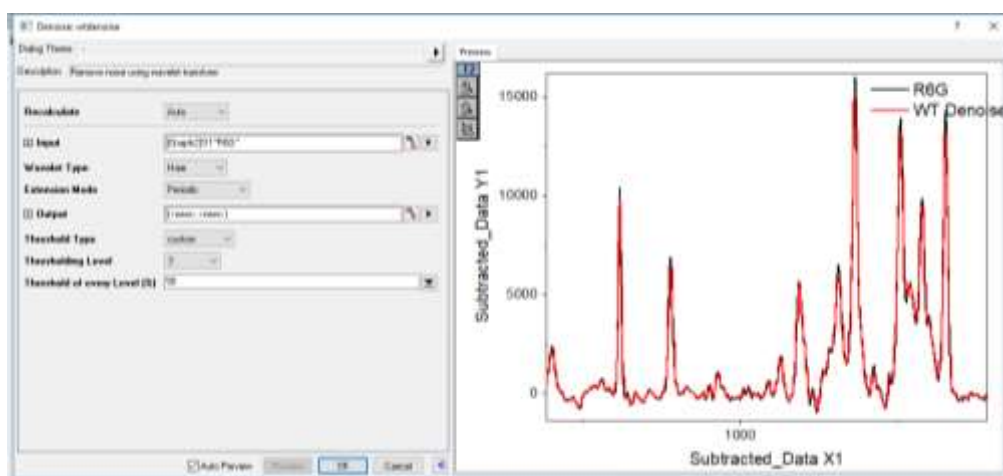 Denoise: wtdenoise
Dialog Theme
Description Remove noise using wavelet transform
Recalculate Auto
Input
Wavelet Type Haar
Extension Mode Periodic
Output
Threshold Type custom
Thresholding Level
Threshold of every Level (%)
Auto Preview Preview OK Cancel
Preview
R6G
WT Denoise
15000
10000
5000
0
Subtracted_Data Y1
1000
Subtracted_Data X1